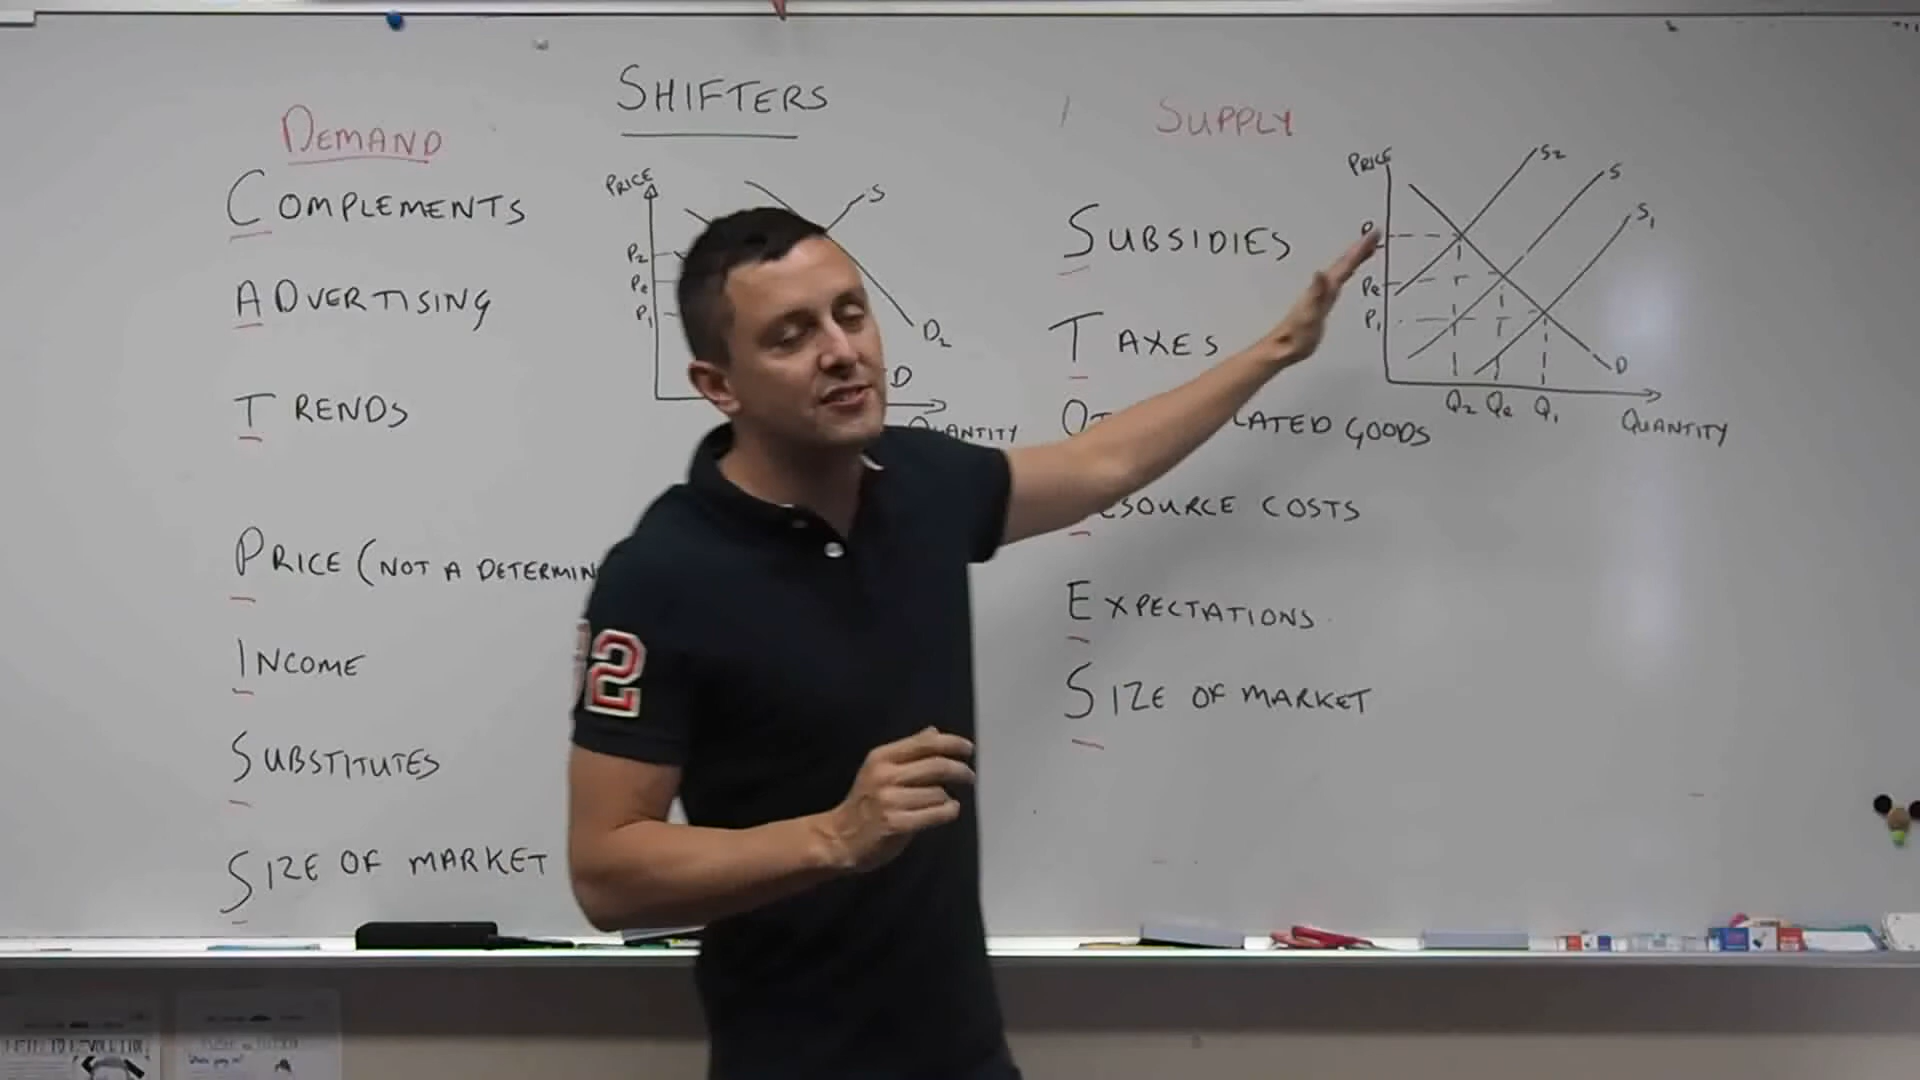 SHIFTERS
DEMAND
COMPLEMENTS
ADVERTISING
TRENDS
PRICE (NOT A DETERMIN
INCOME
SUBSTITUTES
SIZE OF MARKET
PRICE
S
P2
Pe
P1
D2
D
QUANTITY
SUPPLY
SUBSIDIES
TAXES
LATED GOODS
ESOURCE COSTS
EXPECTATIONS
SIZE OF MARKET
PRICE
S2
S
S1
P
Pe
P1
D
Q2 Qe Q1
QUANTITY
2